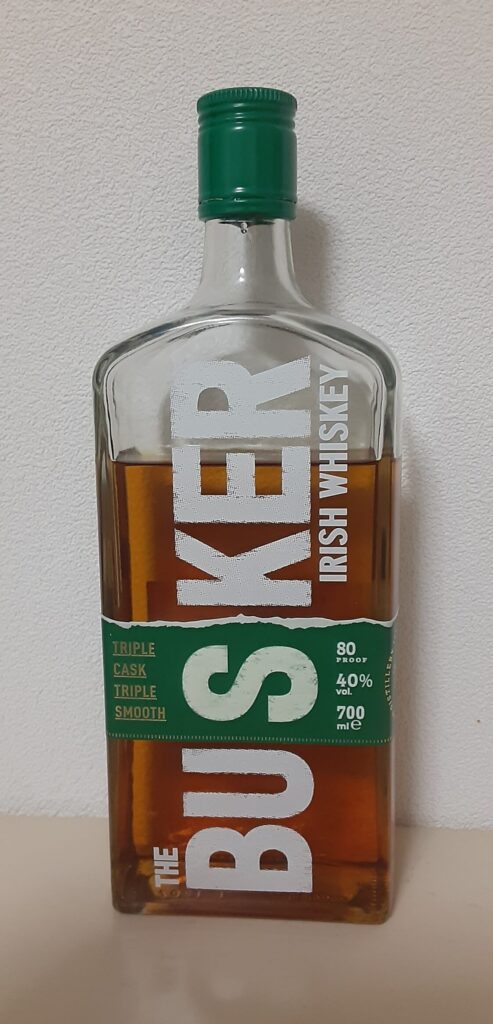 THE BUSKER
IRISH WHISKEY
TRIPLE
CASK
TRIPLE
SMOOTH
80
PROOF
40%
vol.
700
ml e